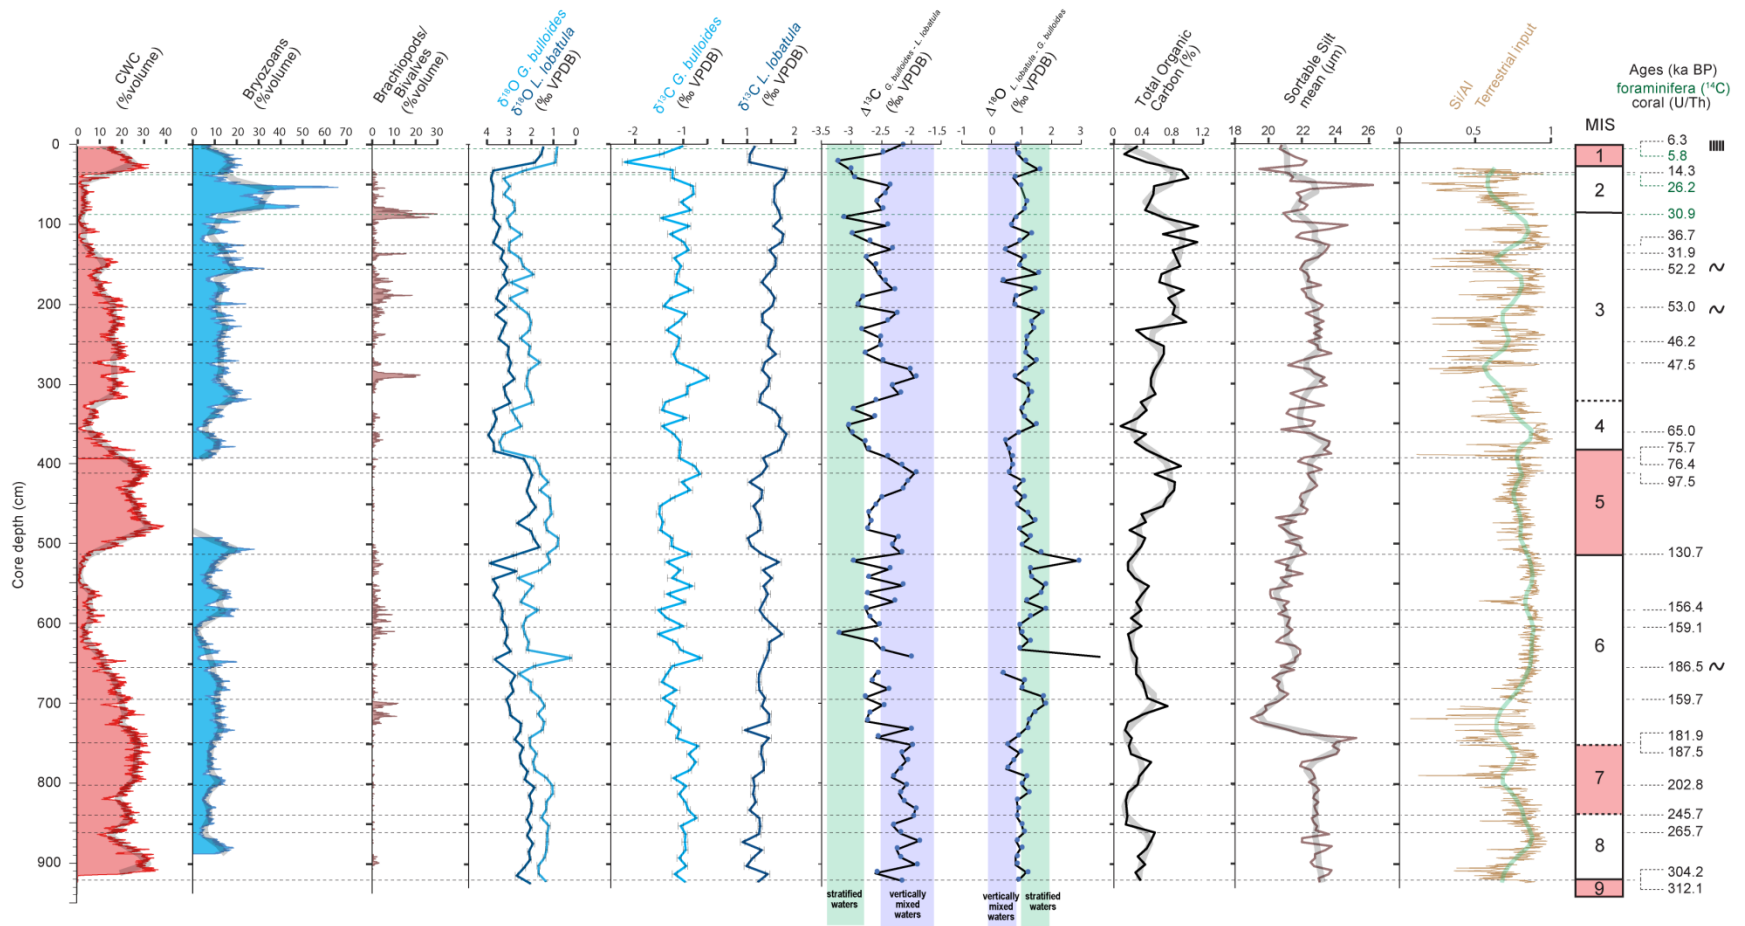 CWC
(%volume)
Bryozoans
(%volume)
Brachiopods/
Bivalves
(%volume)
δ¹⁸O G. bulloides
δ¹⁸O L. lobatula
(‰ VPDB)
δ¹³C G. bulloides
(‰ VPDB)
δ¹³C L. lobatula
(‰ VPDB)
Δ¹³C G. bulloides - L. lobatula
(‰ VPDB)
Δ¹⁸O L. lobatula - G. bulloides
(‰ VPDB)
Total Organic
Carbon (%)
Sortable Silt
mean (μm)
Si/Al
Terrestrial input
Ages (ka BP)
foraminifera (¹⁴C)
coral (U/Th)
MIS
0 10 20 30 40
0 10 20 30 40 50 60 70
0 10 20 30
4 3 2 1 0
-2 -1
1 2
-3.5 -3 -2.5 -2 -1.5
-1 0 1 2 3
0 0.4 0.8 1.2
18 20 22 24 26
0 0.5 1
Core depth (cm)
0
100
200
300
400
500
600
700
800
900
1
2
3
4
5
6
7
8
9
6.3
5.8
14.3
26.2
30.9
36.7
31.9
52.2 ~
53.0 ~
46.2
47.5
65.0
75.7
76.4
97.5
130.7
156.4
159.1
186.5 ~
159.7
181.9
187.5
202.8
245.7
265.7
304.2
312.1
stratified
waters
vertically
mixed
waters
vertically
mixed
waters
stratified
waters